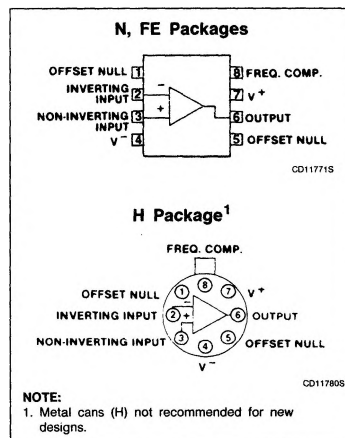 N, FE Packages
OFFSET NULL 1
8 FREQ. COMP.
INVERTING
INPUT 2
7 V+
NON-INVERTING
INPUT 3
6 OUTPUT
V− 4
5 OFFSET NULL
− +
CD11771S
H Package1
FREQ. COMP.
8
OFFSET NULL 1
7 V+
INVERTING INPUT 2
6 OUTPUT
NON-INVERTING INPUT 3
5 OFFSET NULL
4
V−
− +
CD11780S
NOTE:
1. Metal cans (H) not recommended for new
designs.